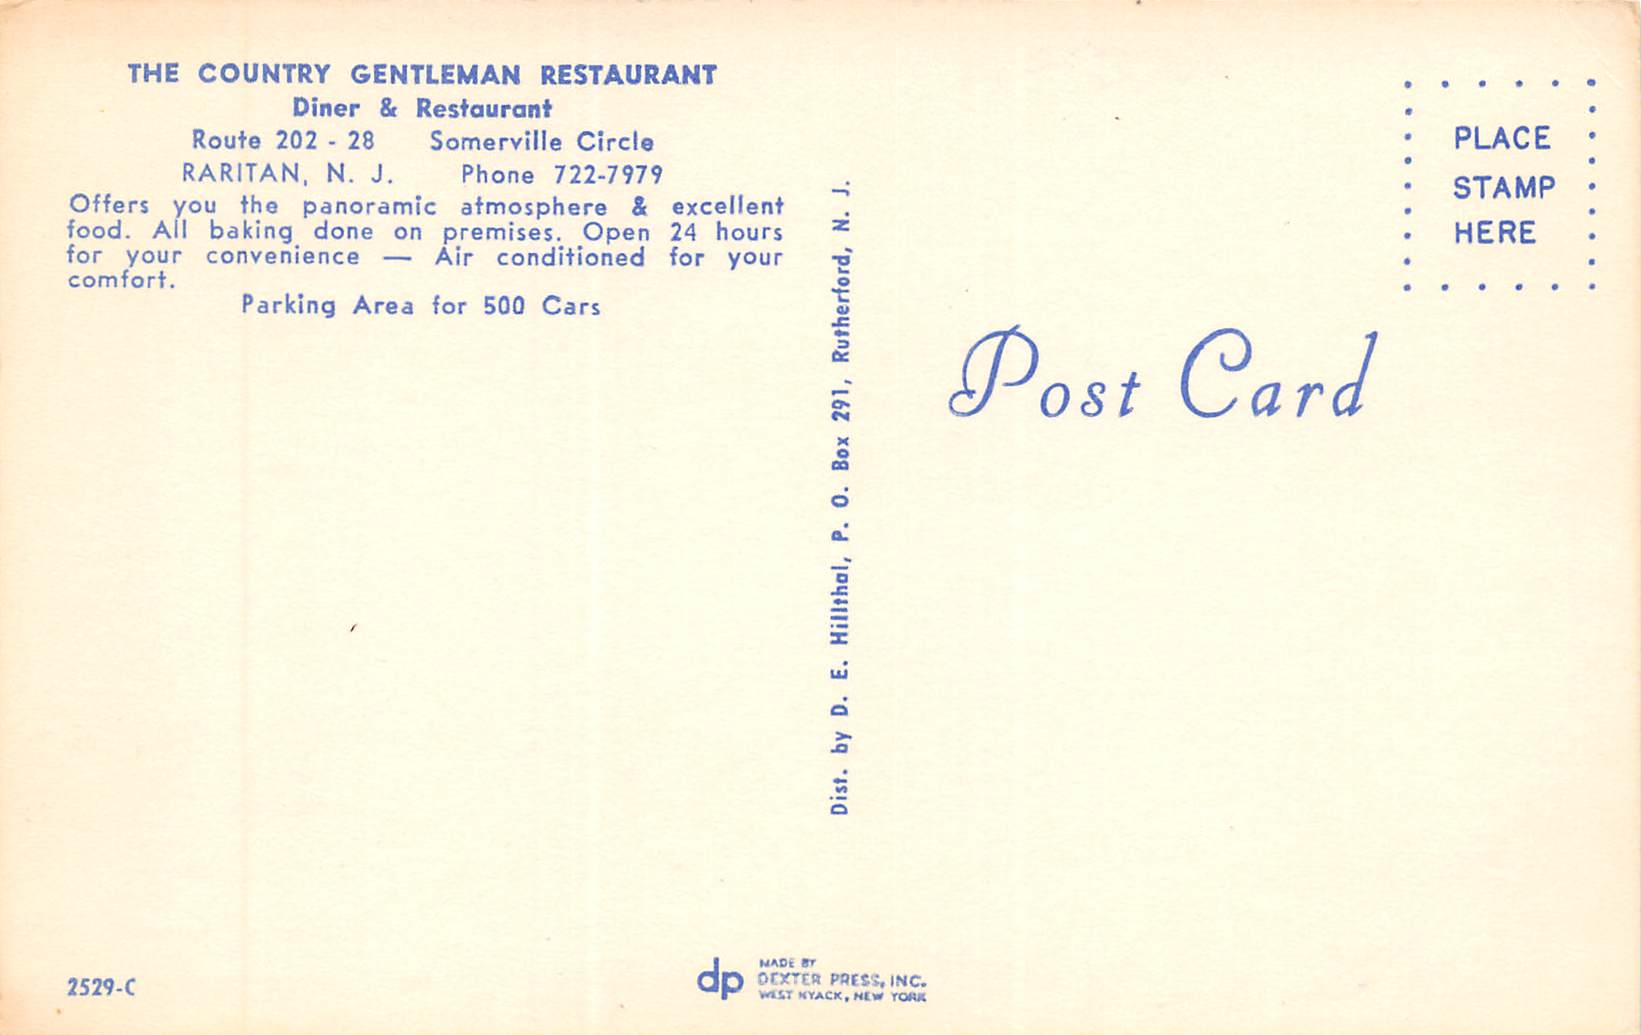 THE COUNTRY GENTLEMAN RESTAURANT
Diner & Restaurant
Route 202 - 28 Somerville Circle
RARITAN, N. J. Phone 722-7979
Offers you the panoramic atmosphere & excellent
food. All baking done on premises. Open 24 hours
for your convenience — Air conditioned for your
comfort.
Parking Area for 500 Cars
2529-C
Dist. by D. E. Hillthal, P. O. Box 291, Rutherford, N. J.
dp
MADE BY
DEXTER PRESS, INC.
WEST NYACK, NEW YORK
PLACE
STAMP
HERE
Post Card